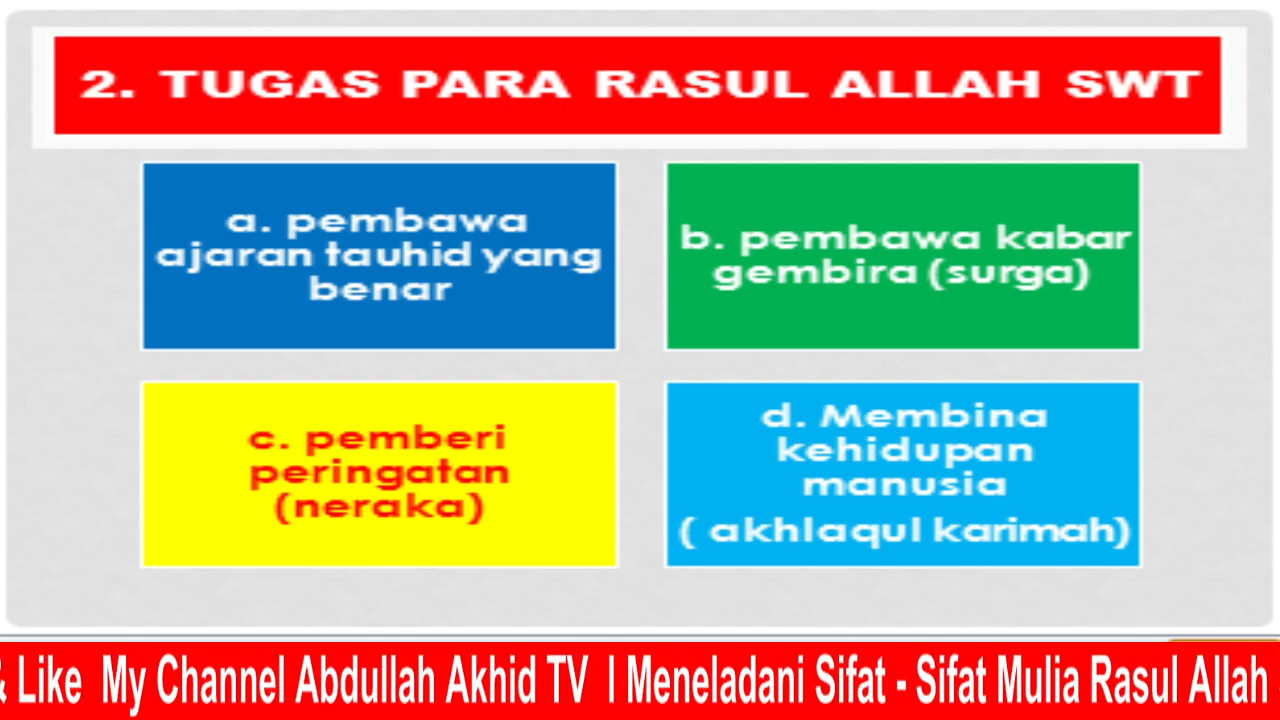 2. TUGAS PARA RASUL ALLAH SWT
a. pembawa
ajaran tauhid yang
benar
b. pembawa kabar
gembira (surga)
c. pemberi
peringatan
(neraka)
d. Membina
kehidupan
manusia
( akhlaqul karimah)
& Like My Channel Abdullah Akhid TV l Meneladani Sifat - Sifat Mulia Rasul Allah